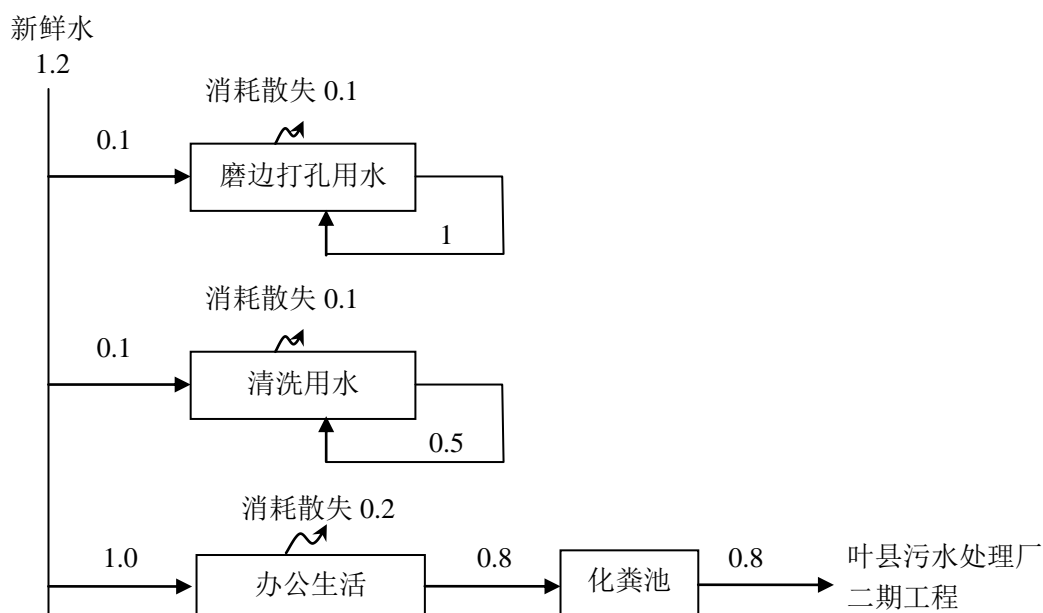 新鲜水
1.2
消耗散失 0.1
0.1
磨边打孔用水
1
消耗散失 0.1
0.1
清洗用水
0.5
消耗散失 0.2
1.0
办公生活
0.8
化粪池
0.8
叶县污水处理厂
二期工程